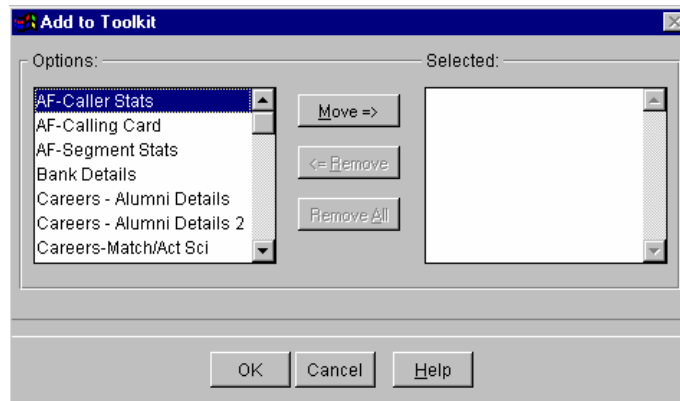 Add to Toolkit
Options:
Selected:
AF-Caller Stats
AF-Calling Card
AF-Segment Stats
Bank Details
Careers - Alumni Details
Careers - Alumni Details 2
Careers-Match/Act Sci
Move =>
<= Remove
Remove All
OK
Cancel
Help